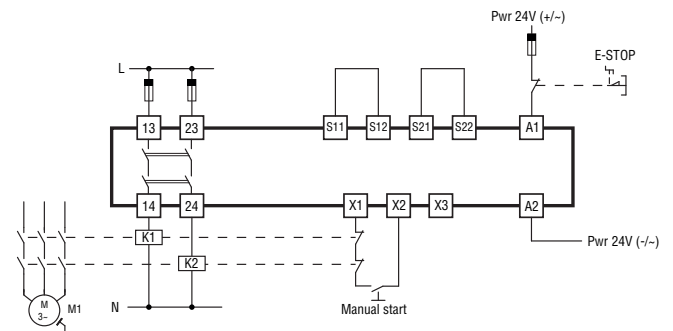 Pwr 24V (+/~)
E-STOP
L
13 23 S11 S12 S21 S22 A1
14 24 X1 X2 X3 A2
K1
Pwr 24V (-/~)
K2
M
3~
M1
N
Manual start